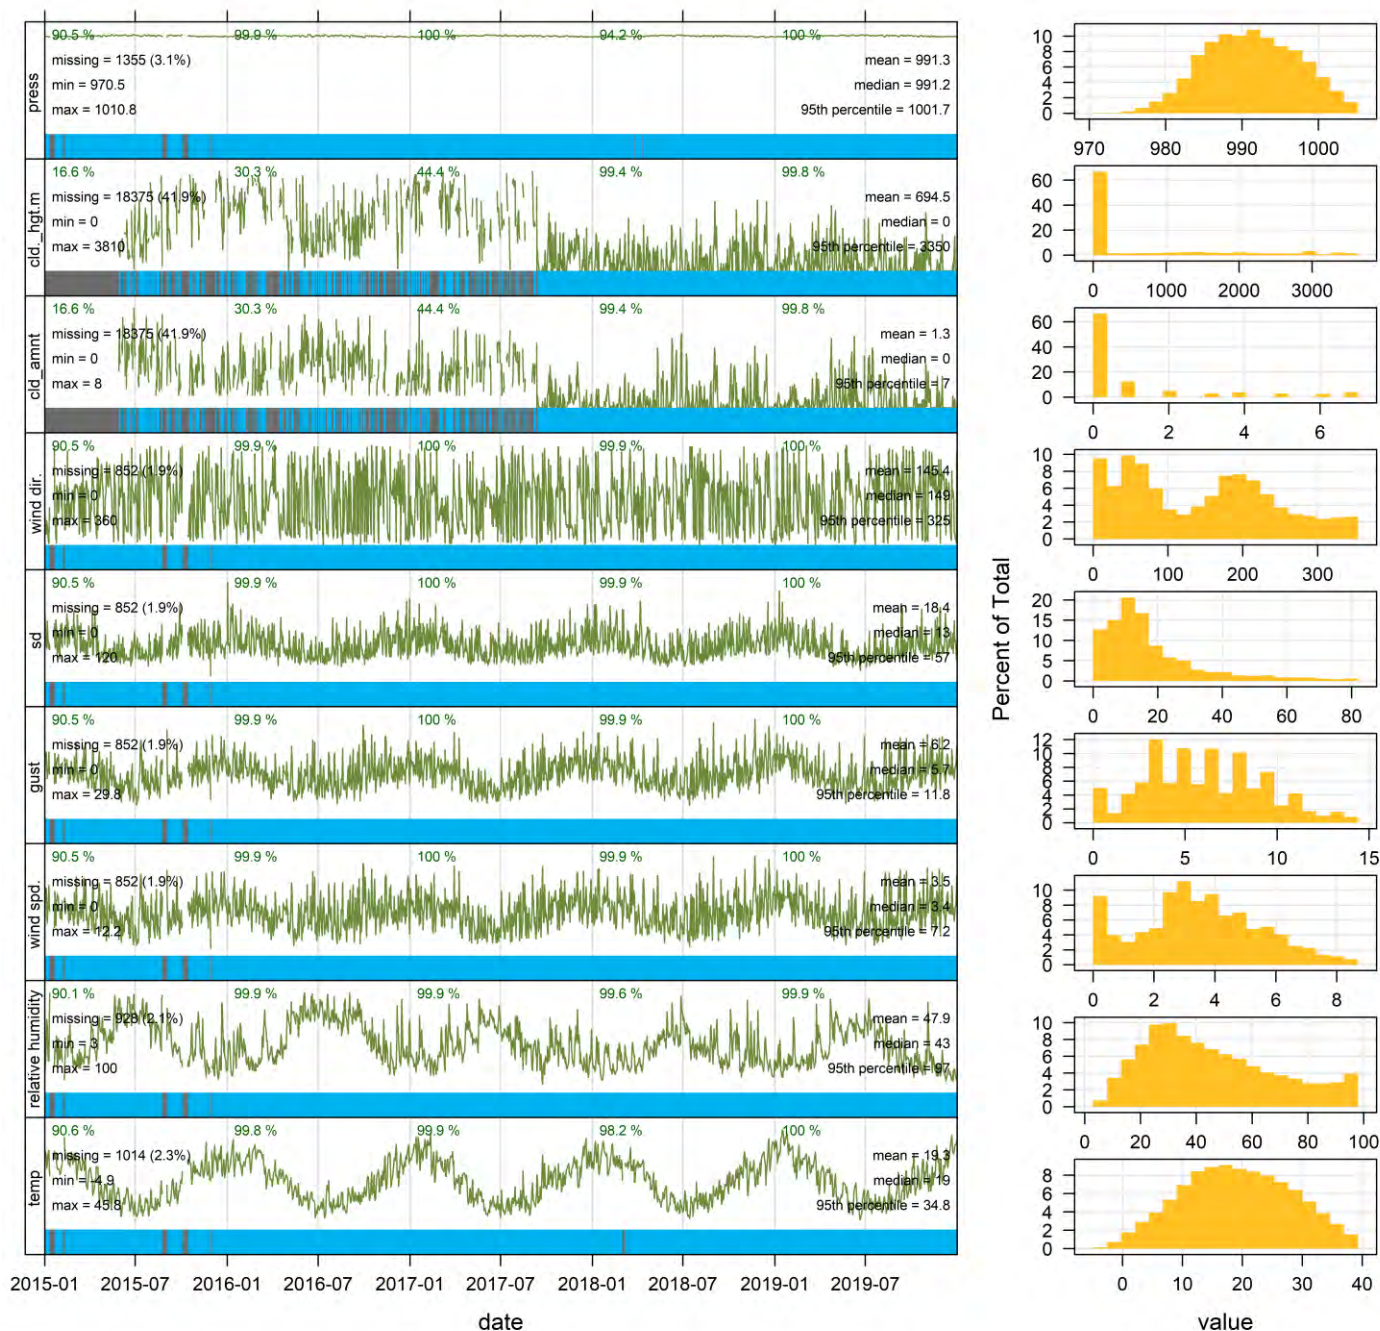 press
90.5 % 99.9 % 100 % 94.2 % 100 %
missing = 1355 (3.1%) mean = 991.3
min = 970.5 median = 991.2
max = 1010.8 95th percentile = 1001.7
cld._hgt.m
16.6 % 30.3 % 44.4 % 99.4 % 99.8 %
missing = 18375 (41.9%) mean = 694.5
min = 0 median = 0
max = 3810 95th percentile = 3350
cld_amnt
16.6 % 30.3 % 44.4 % 99.4 % 99.8 %
missing = 18375 (41.9%) mean = 1.3
min = 0 median = 0
max = 8 95th percentile = 7
wind dir.
90.5 % 99.9 % 100 % 99.9 % 100 %
missing = 852 (1.9%) mean = 145.4
min = 0 median = 149
max = 360 95th percentile = 325
sd
90.5 % 99.9 % 100 % 99.9 % 100 %
missing = 852 (1.9%) mean = 18.4
min = 0 median = 13
max = 120 95th percentile = 57
gust
90.5 % 99.9 % 100 % 99.9 % 100 %
missing = 852 (1.9%) mean = 6.2
min = 0 median = 5.7
max = 29.8 95th percentile = 11.8
wind spd.
90.5 % 99.9 % 100 % 99.9 % 100 %
missing = 852 (1.9%) mean = 3.5
min = 0 median = 3.4
max = 12.2 95th percentile = 7.2
relative humidity
90.1 % 99.9 % 99.9 % 99.6 % 99.9 %
missing = 928 (2.1%) mean = 47.9
min = 3 median = 43
max = 100 95th percentile = 97
temp
90.6 % 99.8 % 99.9 % 98.2 % 100 %
missing = 1014 (2.3%) mean = 19.3
min = -4.9 median = 19
max = 45.8 95th percentile = 34.8
2015-01 2015-07 2016-01 2016-07 2017-01 2017-07 2018-01 2018-07 2019-01 2019-07
date
Percent of Total
10
8
6
4
2
0
970 980 990 1000
60
40
20
0
0 1000 2000 3000
60
40
20
0
0 2 4 6
10
8
6
4
2
0
0 100 200 300
20
15
10
5
0
0 20 40 60 80
12
10
8
6
4
2
0
0 5 10 15
10
8
6
4
2
0
0 2 4 6 8
10
8
6
4
2
0
0 20 40 60 80 100
8
6
4
2
0
0 10 20 30 40
value